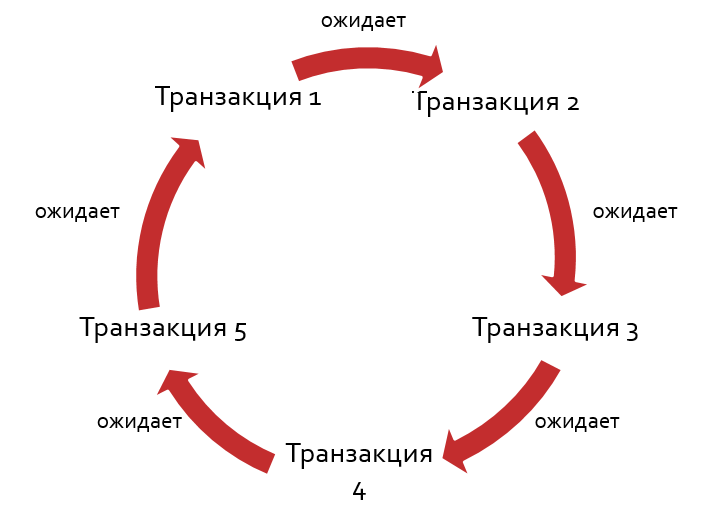 ожидает
Транзакция 1
Транзакция 2
ожидает
ожидает
Транзакция 5
Транзакция 3
ожидает
ожидает
Транзакция
4